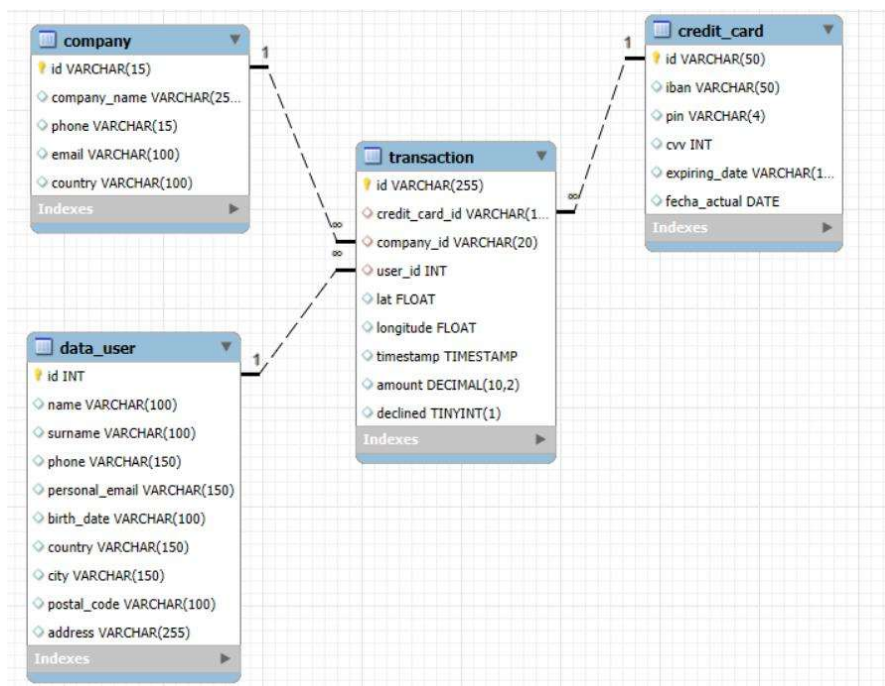 company
id VARCHAR(15)
company_name VARCHAR(25...
phone VARCHAR(15)
email VARCHAR(100)
country VARCHAR(100)
Indexes
1
∞
transaction
id VARCHAR(255)
credit_card_id VARCHAR(1...
company_id VARCHAR(20)
user_id INT
lat FLOAT
longitude FLOAT
timestamp TIMESTAMP
amount DECIMAL(10,2)
declined TINYINT(1)
Indexes
∞
1
credit_card
id VARCHAR(50)
iban VARCHAR(50)
pin VARCHAR(4)
cvv INT
expiring_date VARCHAR(1...
fecha_actual DATE
Indexes
∞
1
data_user
id INT
name VARCHAR(100)
surname VARCHAR(100)
phone VARCHAR(150)
personal_email VARCHAR(150)
birth_date VARCHAR(100)
country VARCHAR(150)
city VARCHAR(150)
postal_code VARCHAR(100)
address VARCHAR(255)
Indexes